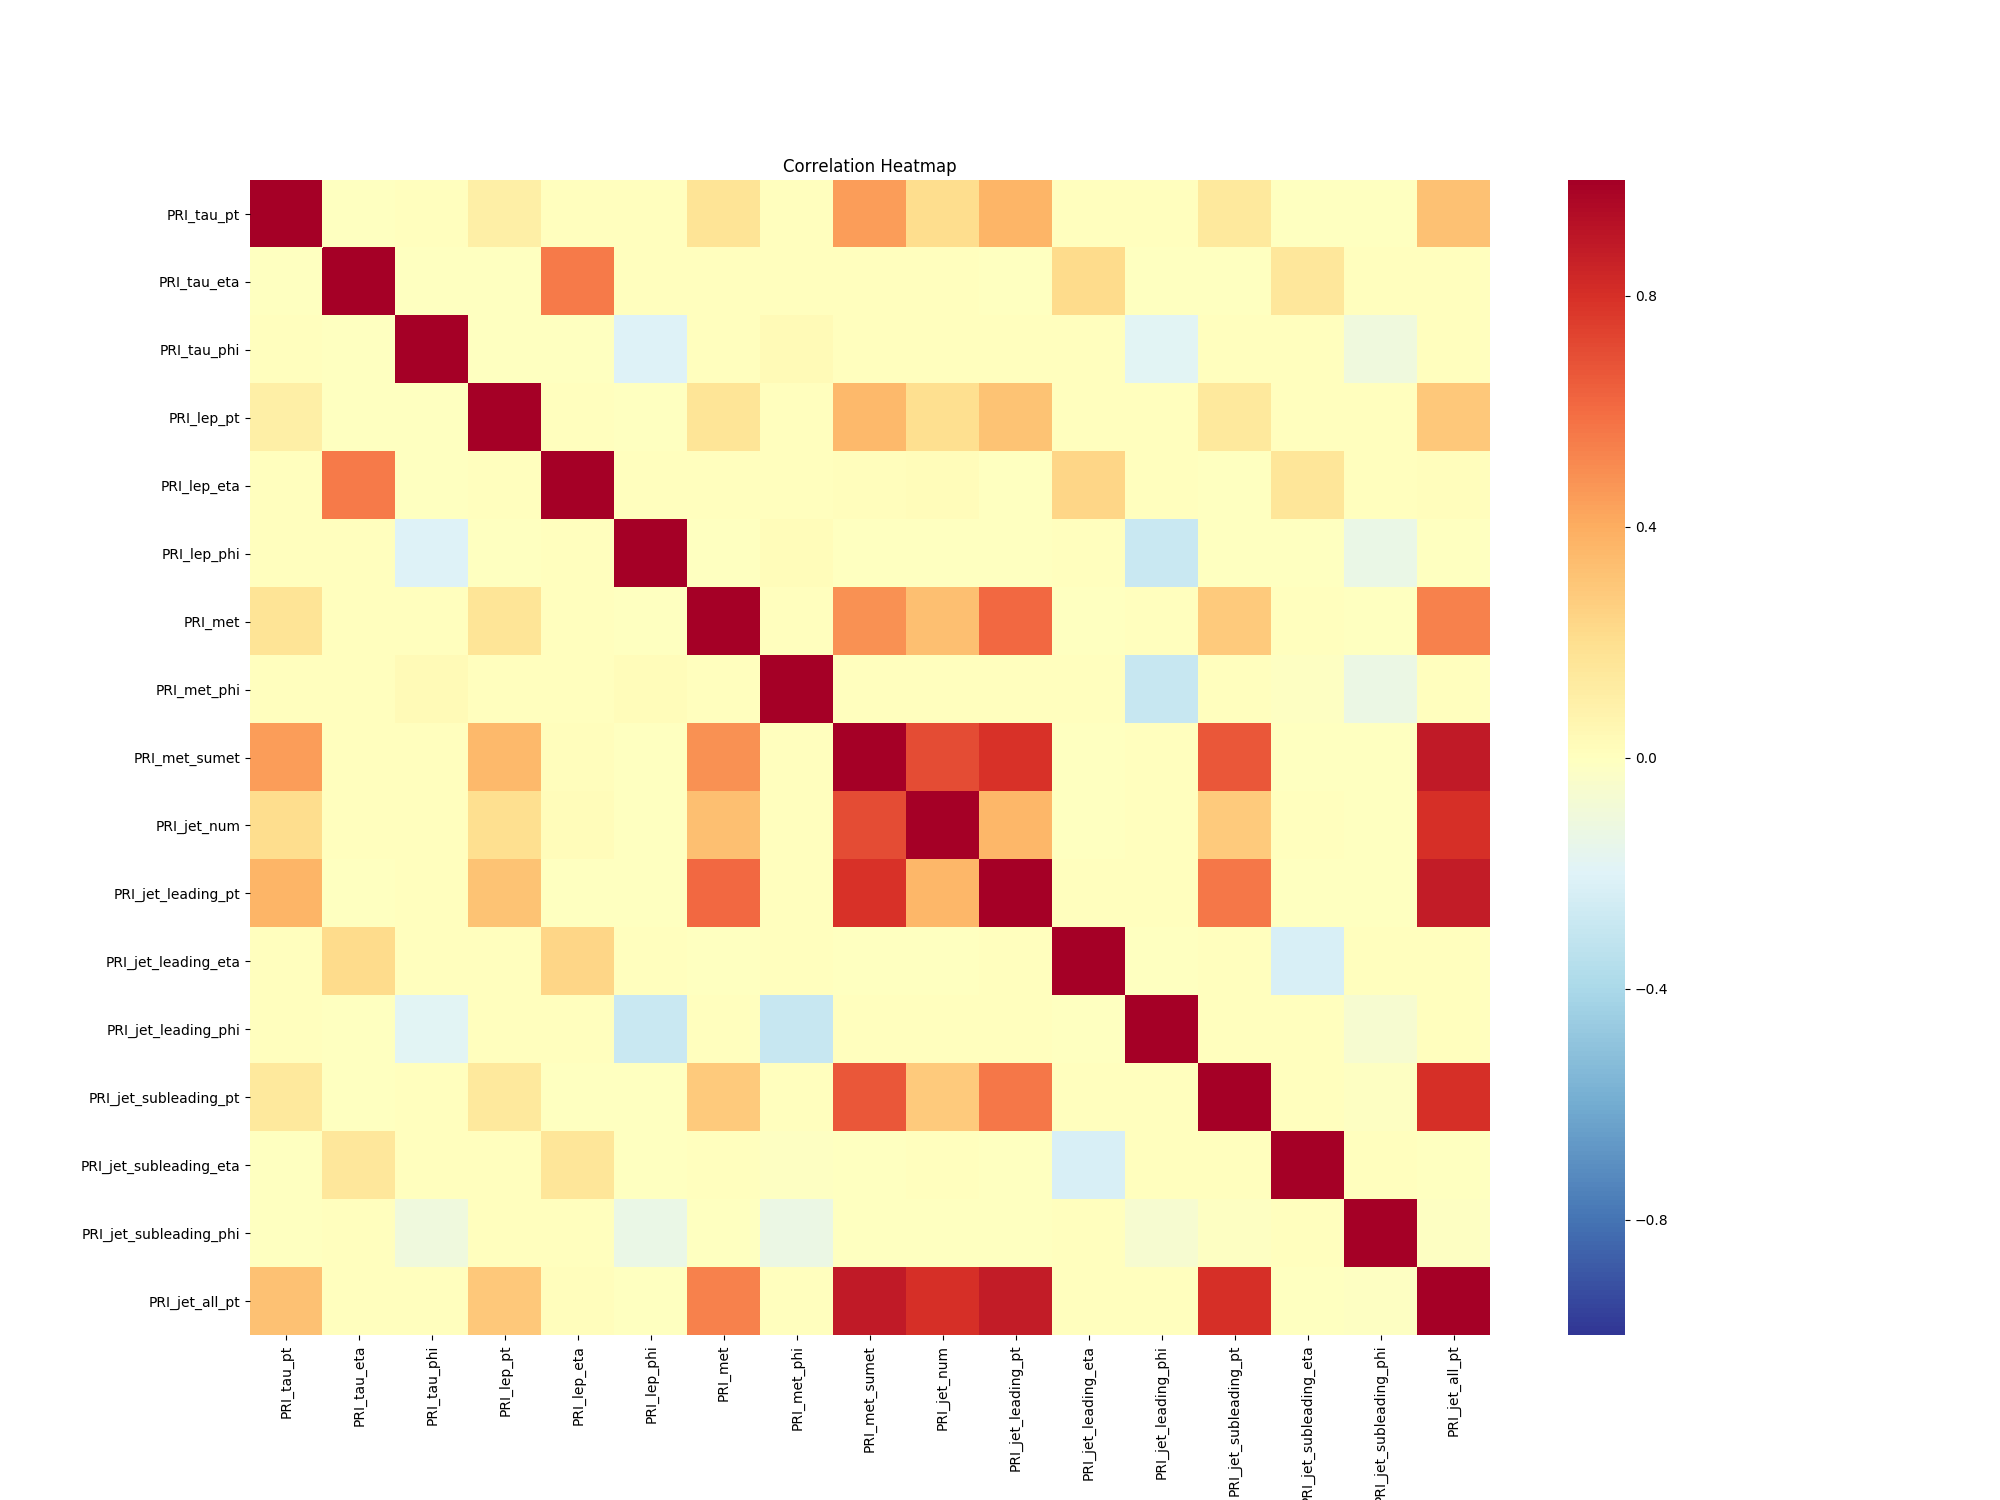 Correlation Heatmap
PRI_tau_pt
PRI_tau_eta
PRI_tau_phi
PRI_lep_pt
PRI_lep_eta
PRI_lep_phi
PRI_met
PRI_met_phi
PRI_met_sumet
PRI_jet_num
PRI_jet_leading_pt
PRI_jet_leading_eta
PRI_jet_leading_phi
PRI_jet_subleading_pt
PRI_jet_subleading_eta
PRI_jet_subleading_phi
PRI_jet_all_pt
PRI_tau_pt
PRI_tau_eta
PRI_tau_phi
PRI_lep_pt
PRI_lep_eta
PRI_lep_phi
PRI_met
PRI_met_phi
PRI_met_sumet
PRI_jet_num
PRI_jet_leading_pt
PRI_jet_leading_eta
PRI_jet_leading_phi
PRI_jet_subleading_pt
PRI_jet_subleading_eta
PRI_jet_subleading_phi
PRI_jet_all_pt
0.8
0.4
0.0
−0.4
−0.8